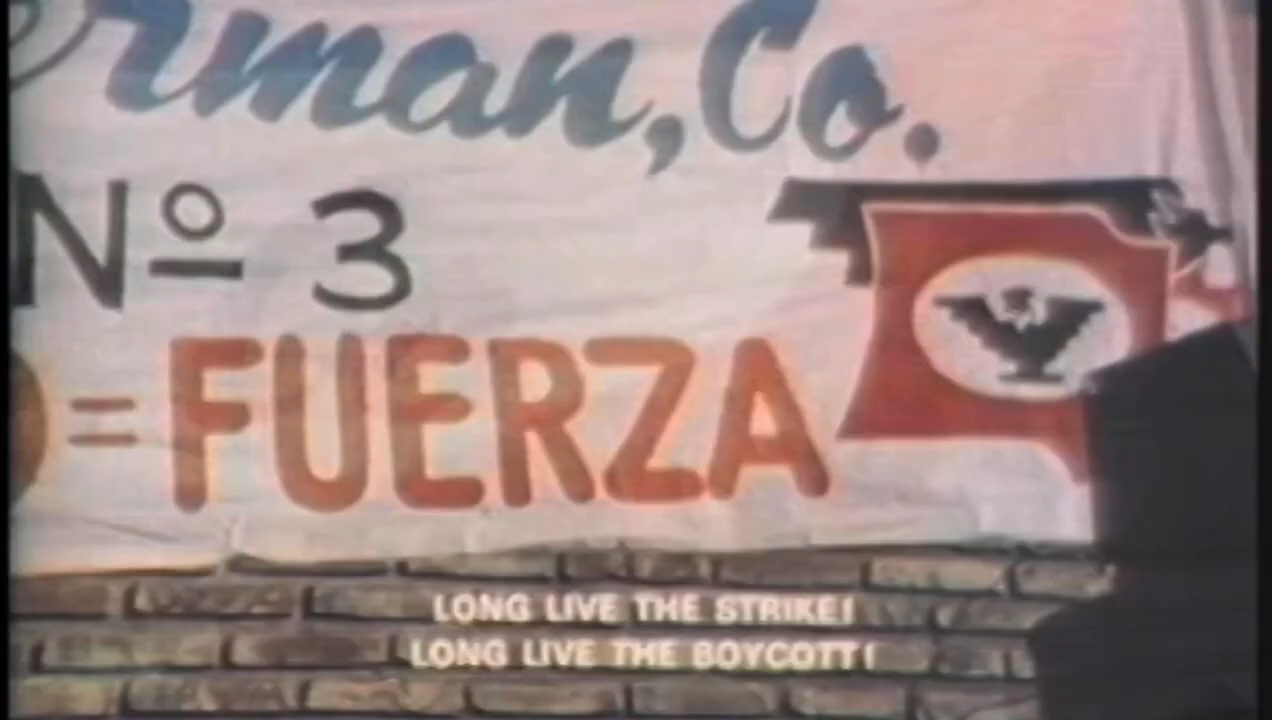 rman, Co.
Nº 3
= FUERZA
LONG LIVE THE STRIKE!
LONG LIVE THE BOYCOTT!